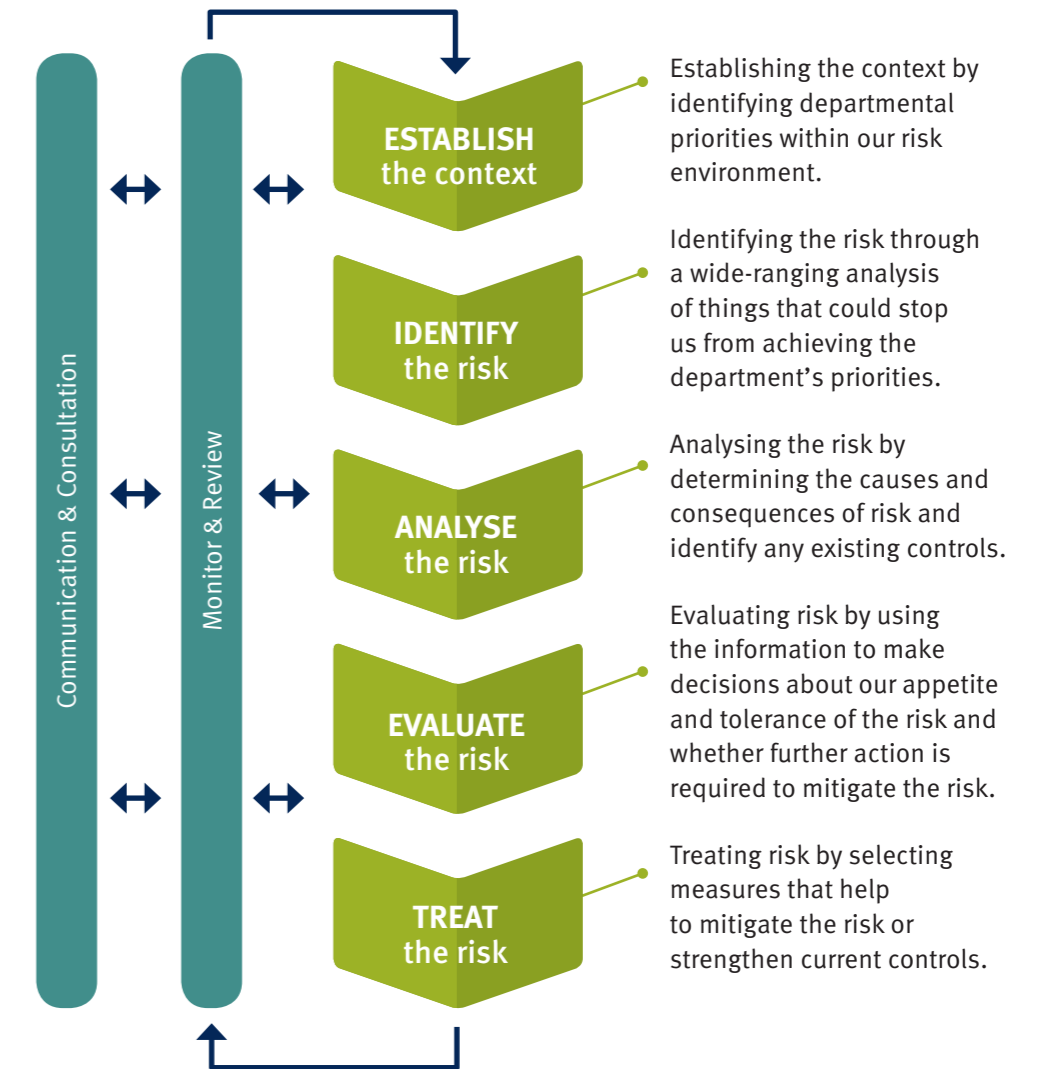 Communication & Consultation
Monitor & Review
ESTABLISH
the context
Establishing the context by
identifying departmental
priorities within our risk
environment.
IDENTIFY
the risk
Identifying the risk through
a wide-ranging analysis
of things that could stop
us from achieving the
department’s priorities.
ANALYSE
the risk
Analysing the risk by
determining the causes and
consequences of risk and
identify any existing controls.
EVALUATE
the risk
Evaluating risk by using
the information to make
decisions about our appetite
and tolerance of the risk and
whether further action is
required to mitigate the risk.
TREAT
the risk
Treating risk by selecting
measures that help
to mitigate the risk or
strengthen current controls.